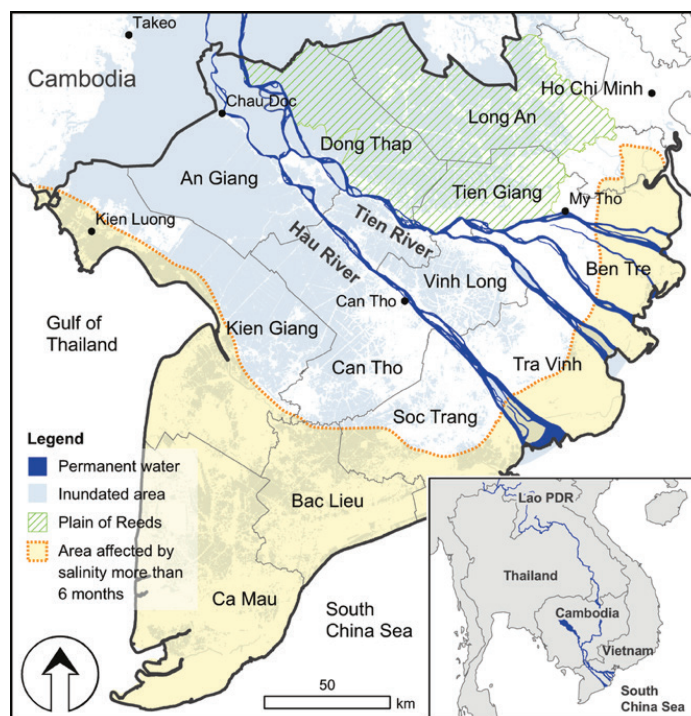 Takeo
Cambodia
Ho Chi Minh
Chau Doc
Long An
Dong Thap
An Giang
Tien Giang
My Tho
Kien Luong
Tien River
Hau River
Ben Tre
Vinh Long
Can Tho
Gulf of
Thailand
Kien Giang
Can Tho
Tra Vinh
Soc Trang
Legend
Permanent water
Inundated area
Plain of Reeds
Area affected by
salinity more than
6 months
Bac Lieu
Ca Mau
South
China Sea
50
km
Lao PDR
Thailand
Cambodia
Vietnam
South
China Sea